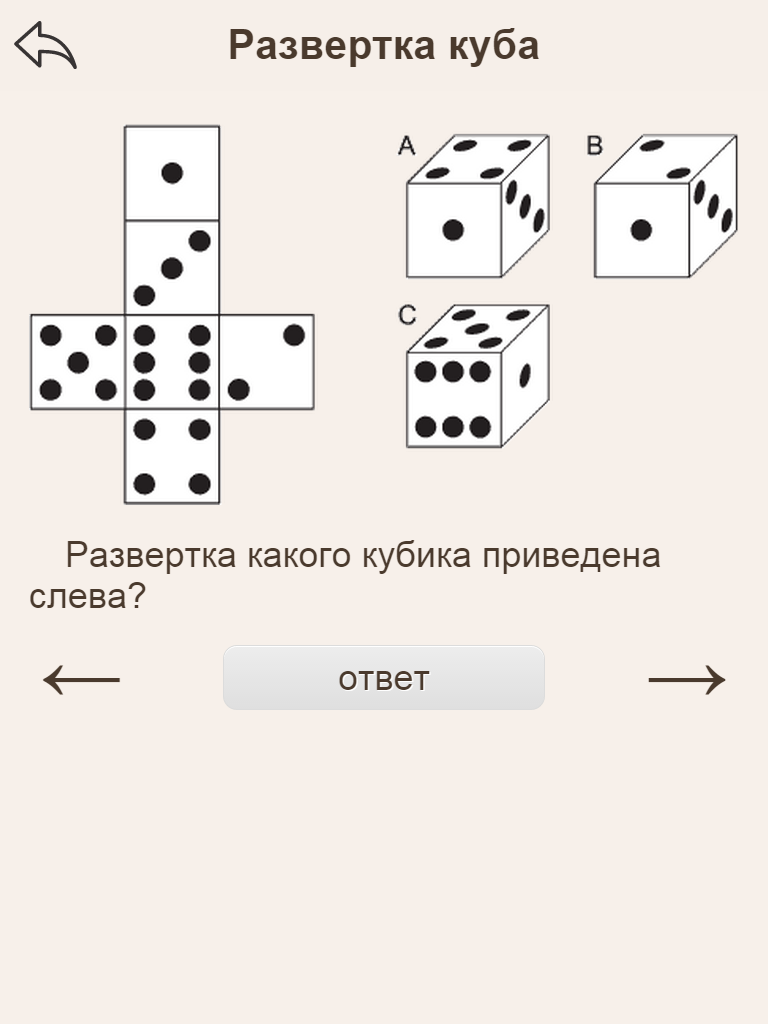 Развертка куба
A
B
C
Развертка какого кубика приведена
слева?
ответ